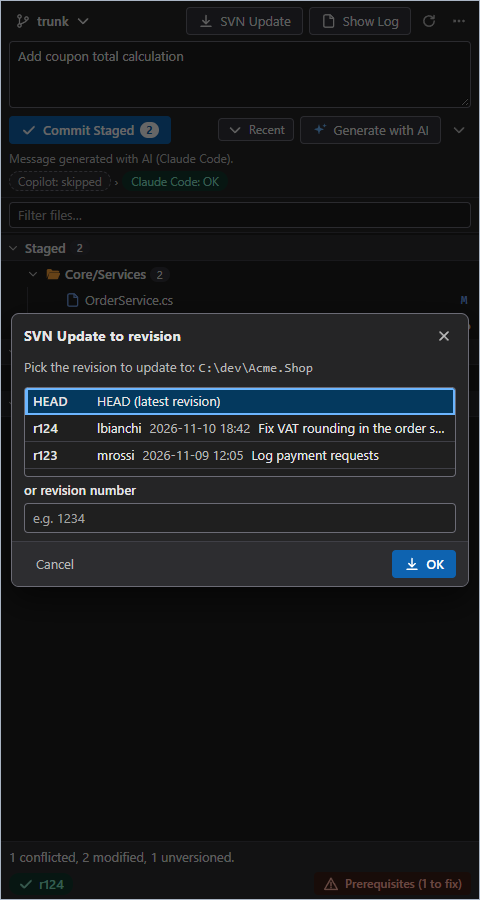 trunk SVN Update Show Log
Add coupon total calculation
Commit Staged 2 Recent Generate with AI
Message generated with AI (Claude Code).
Copilot: skipped › Claude Code: OK
Filter files...
Staged 2
Core/Services 2
OrderService.cs M
SVN Update to revision
Pick the revision to update to: C:\dev\Acme.Shop
HEAD HEAD (latest revision)
r124 lbianchi 2026-11-10 18:42 Fix VAT rounding in the order s...
r123 mrossi 2026-11-09 12:05 Log payment requests
or revision number
e.g. 1234
Cancel OK
1 conflicted, 2 modified, 1 unversioned.
r124 Prerequisites (1 to fix)